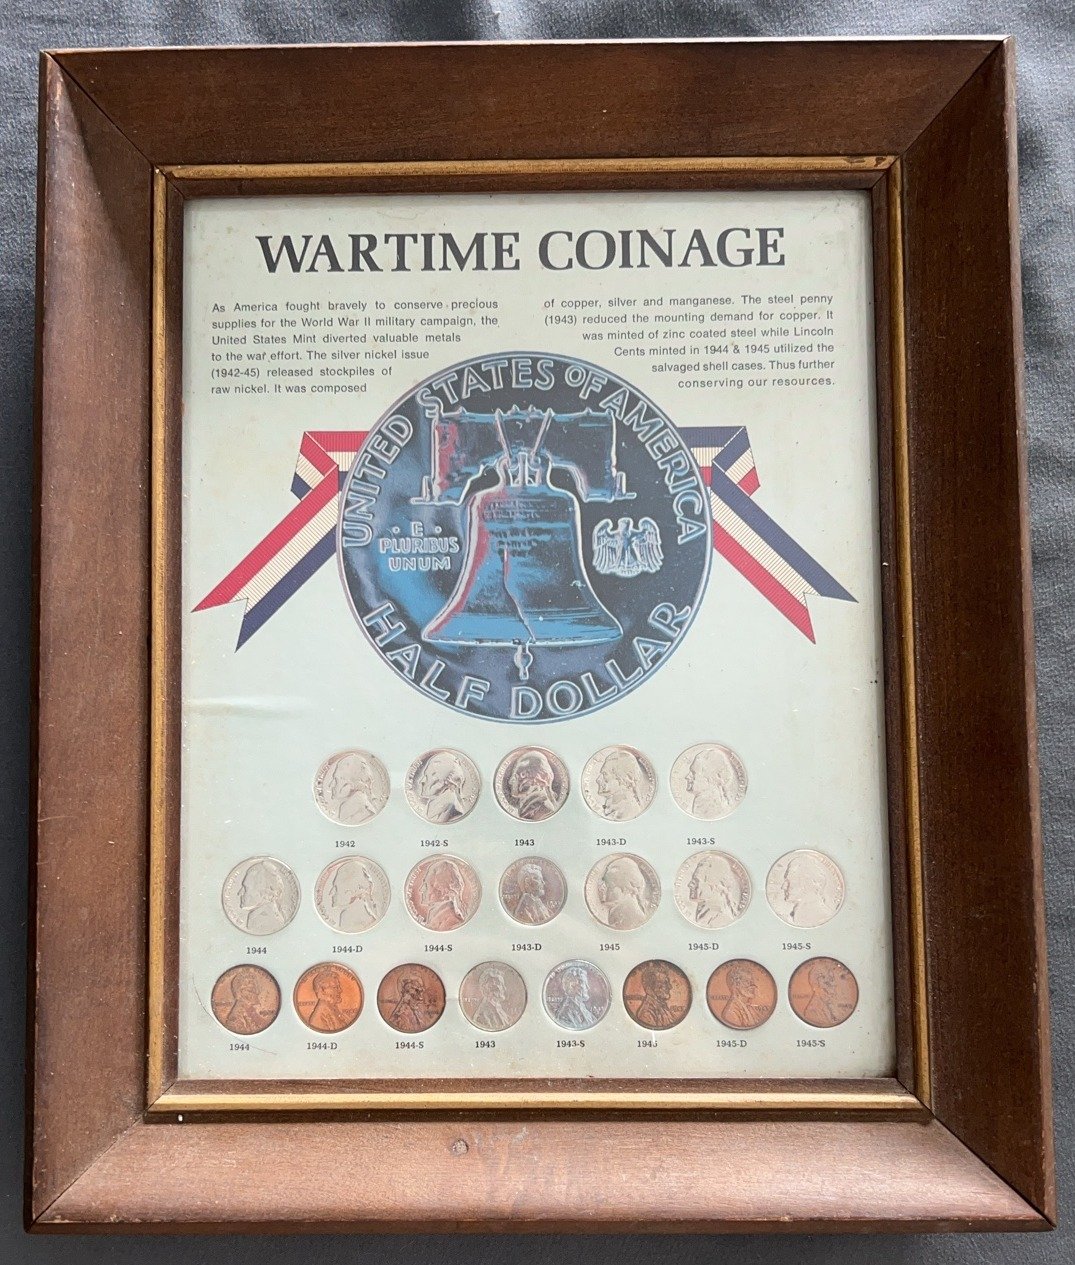 WARTIME COINAGE
As America fought bravely to conserve precious
supplies for the World War II military campaign, the
United States Mint diverted valuable metals
to the war effort. The silver nickel issue
(1942-45) released stockpiles of
raw nickel. It was composed
of copper, silver and manganese. The steel penny
(1943) reduced the mounting demand for copper. It
was minted of zinc coated steel while Lincoln
Cents minted in 1944 & 1945 utilized the
salvaged shell cases. Thus further
conserving our resources.
UNITED STATES OF AMERICA
· E ·
PLURIBUS
UNUM
HALF DOLLAR
1942 1942-S 1943 1943-D 1943-S
1944 1944-D 1944-S 1943-D 1945 1945-D 1945-S
1944 1944-D 1944-S 1943 1943-S 1945 1945-D 1945-S